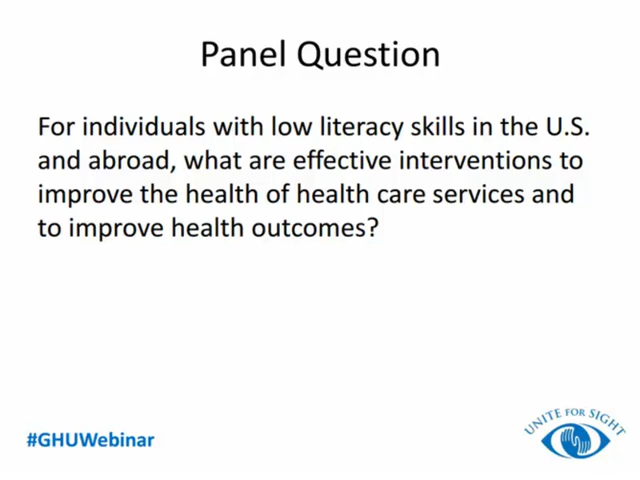 Panel Question
For individuals with low literacy skills in the U.S.
and abroad, what are effective interventions to
improve the health of health care services and
to improve health outcomes?
#GHUWebinar
UNITE FOR SIGHT